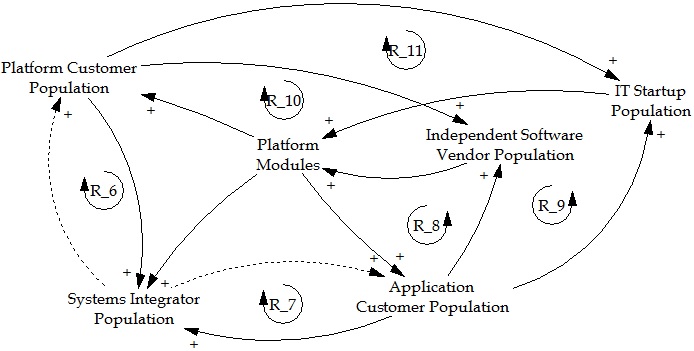 R_11
+
Platform Customer
Population
IT Startup
Population
R_10
+
+
+
+
+
Independent Software
Vendor Population
Platform
Modules
+
+
R_6
R_9
R_8
+
+
+
+
Systems Integrator
Population
R_7
Application
Customer Population
+